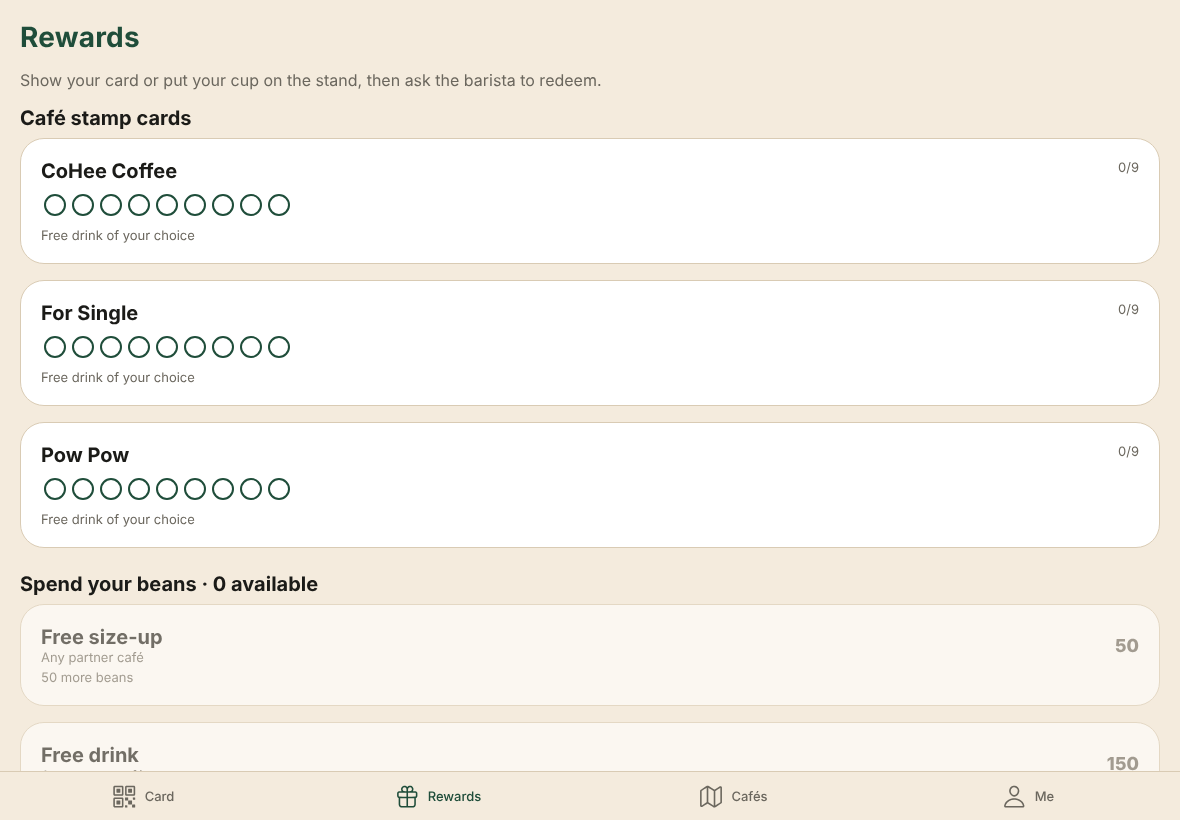 Rewards
Show your card or put your cup on the stand, then ask the barista to redeem.
Café stamp cards
CoHee Coffee
0/9
Free drink of your choice
For Single
0/9
Free drink of your choice
Pow Pow
0/9
Free drink of your choice
Spend your beans · 0 available
Free size-up
50
Any partner café
50 more beans
Free drink
150
Card
Rewards
Cafés
Me